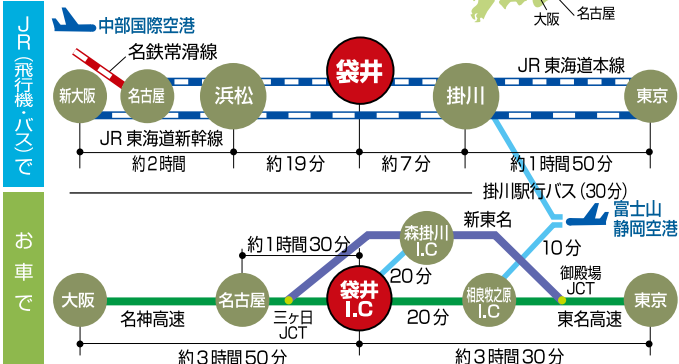 大阪
名古屋
JR(飛行機・バス)で
中部国際空港
名鉄常滑線
JR東海道本線
新大阪
名古屋
浜松
袋井
掛川
東京
JR東海道新幹線
約2時間
約19分
約7分
約1時間50分
掛川駅行バス(30分)
富士山
静岡空港
お車で
新東名
森掛川
I.C
10分
約1時間30分
20分
御殿場
JCT
大阪
名古屋
袋井
I.C
相良牧之原
I.C
東京
名神高速
三ヶ日
JCT
20分
東名高速
約3時間50分
約3時間30分